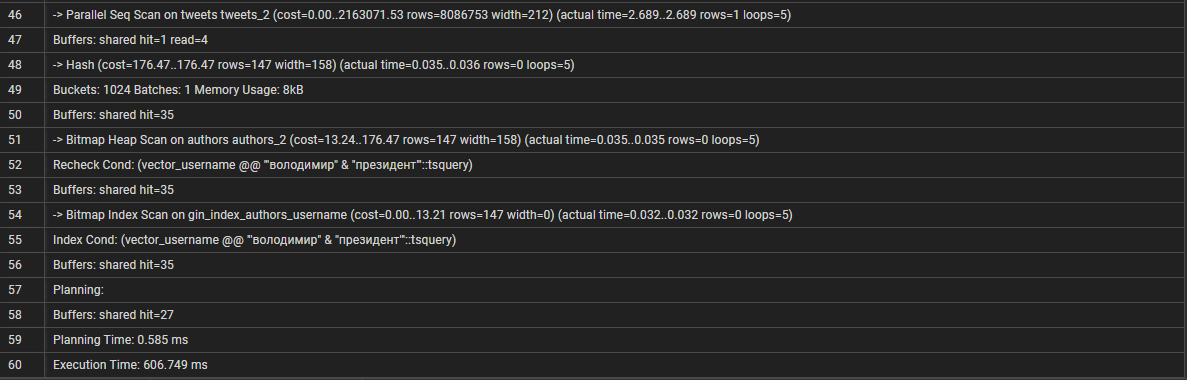 46 -> Parallel Seq Scan on tweets tweets_2 (cost=0.00..2163071.53 rows=8086753 width=212) (actual time=2.689..2.689 rows=1 loops=5)
47 Buffers: shared hit=1 read=4
48 -> Hash (cost=176.47..176.47 rows=147 width=158) (actual time=0.035..0.036 rows=0 loops=5)
49 Buckets: 1024 Batches: 1 Memory Usage: 8kB
50 Buffers: shared hit=35
51 -> Bitmap Heap Scan on authors authors_2 (cost=13.24..176.47 rows=147 width=158) (actual time=0.035..0.035 rows=0 loops=5)
52 Recheck Cond: (vector_username @@ '''володимир'' & ''президент'''::tsquery)
53 Buffers: shared hit=35
54 -> Bitmap Index Scan on gin_index_authors_username (cost=0.00..13.21 rows=147 width=0) (actual time=0.032..0.032 rows=0 loops=5)
55 Index Cond: (vector_username @@ '''володимир'' & ''президент'''::tsquery)
56 Buffers: shared hit=35
57 Planning:
58 Buffers: shared hit=27
59 Planning Time: 0.585 ms
60 Execution Time: 606.749 ms